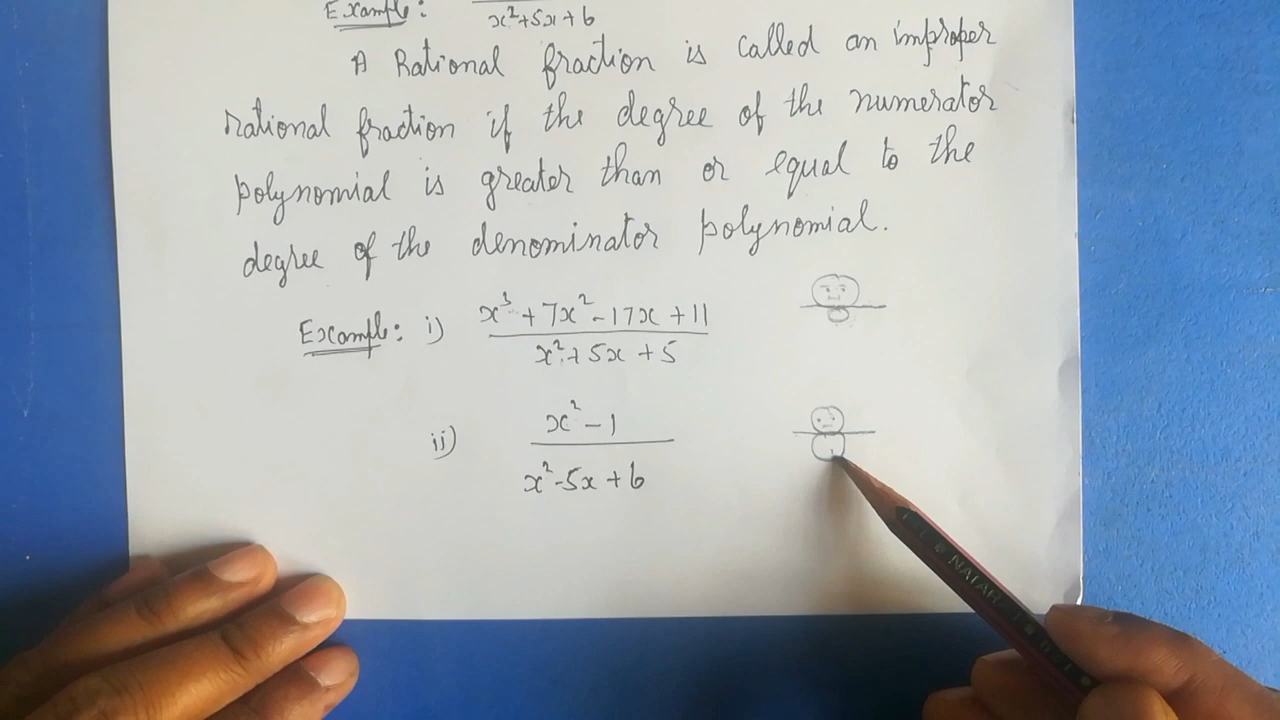 Example:
x²+5x+6
A Rational fraction is called an improper
rational fraction if the degree of the numerator
polynomial is greater than or equal to the
degree of the denominator polynomial.
Example: i) x³+7x²-17x+11
x²+5x+5
ii) x²-1
x²-5x+6
NATAR